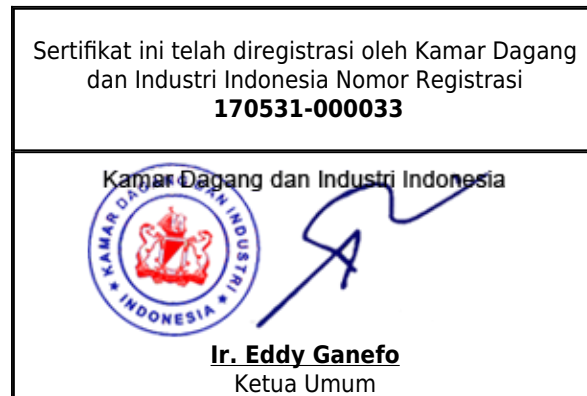 Sertifikat ini telah diregistrasi oleh Kamar Dagang
dan Industri Indonesia Nomor Registrasi
170531-000033
Kamar Dagang dan Industri Indonesia
KAMAR DAGANG DAN INDUSTRI
INDONESIA
Ir. Eddy Ganefo
Ketua Umum